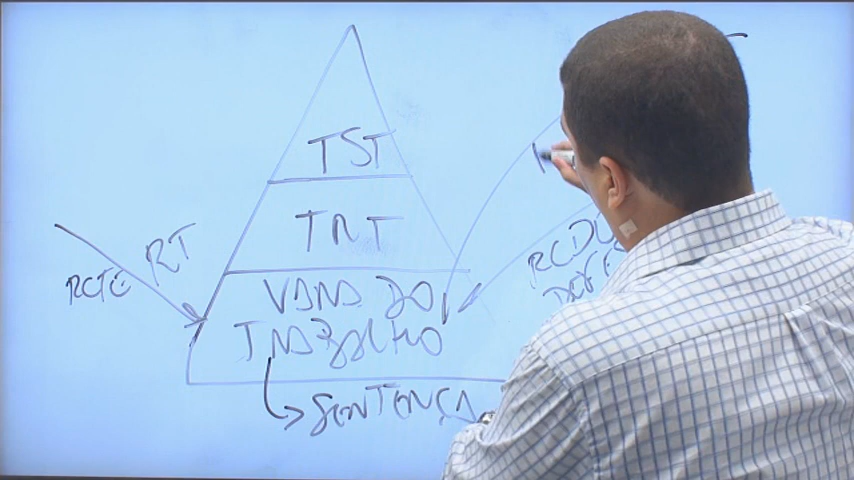 TST
TRT
RT
RCTE
VARA DO
TRABALHO
SENTENÇA